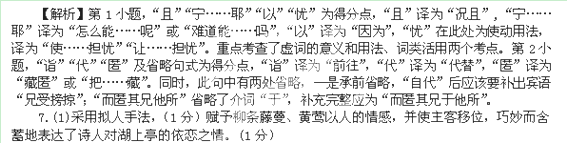 【解析】第 1 小题，“且”“宁……耶”“以”“忧”为得分点，“且”译为“况且”，“宁……
耶”译为“怎么能……呢”或“难道能……吗”，“以”译为“因为”，“忧”在此处为使动用法，
译为“使……担忧”“让……担忧”。重点考查了虚词的意义和用法、词类活用两个考点。第 2 小
题，“诣”“代”“匿”及省略句式为得分点，“诣”译为“前往”，“代”译为“代替”，“匿”译
为“藏匿”或“把……藏”。同时，此句中有两处省略，一是承前省略，“自代”后应该要补出宾语
“兄受搒掠”，“而匿其兄他所”省略了介词“于”，补充完整应为“而匿其兄于他所”。
7.(1)采用拟人手法，（1 分）赋予柳条藤蔓、黄莺以人的情感，并使主客移位，巧妙而含
蓄地表达了诗人对湖上亭的依恋之情。（1 分）